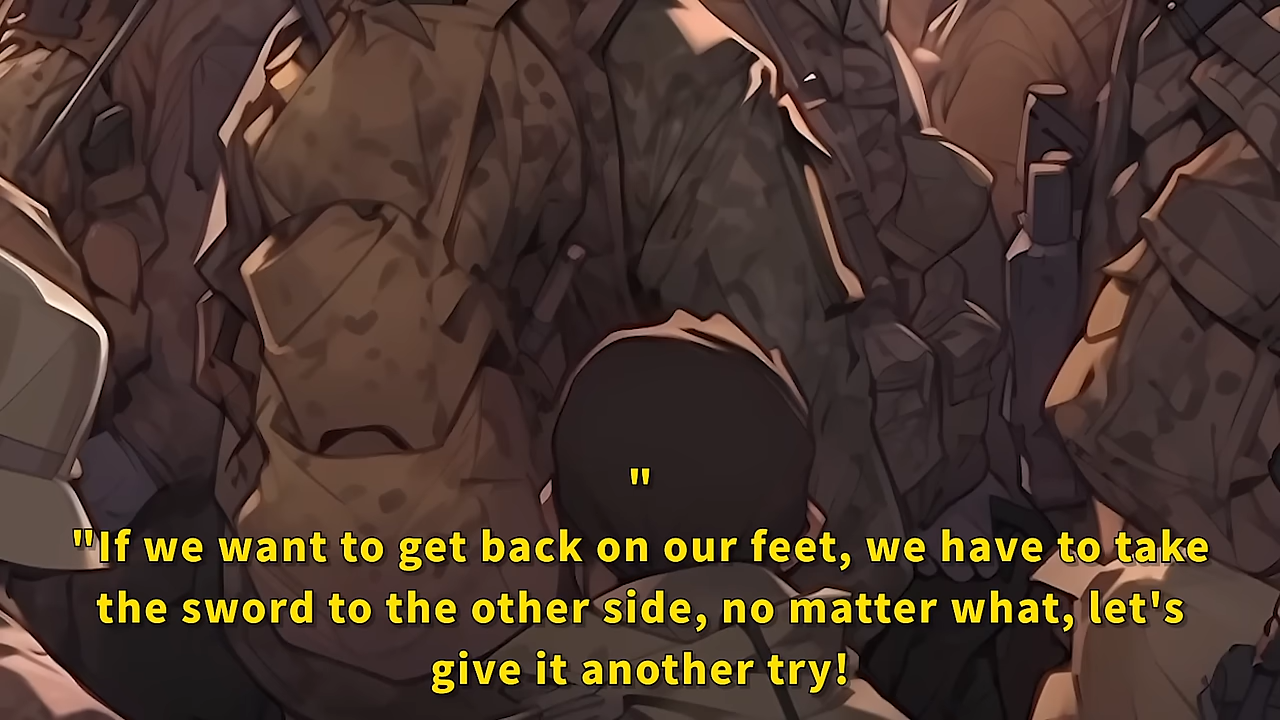 "
"If we want to get back on our feet, we have to take
the sword to the other side, no matter what, let's
give it another try!